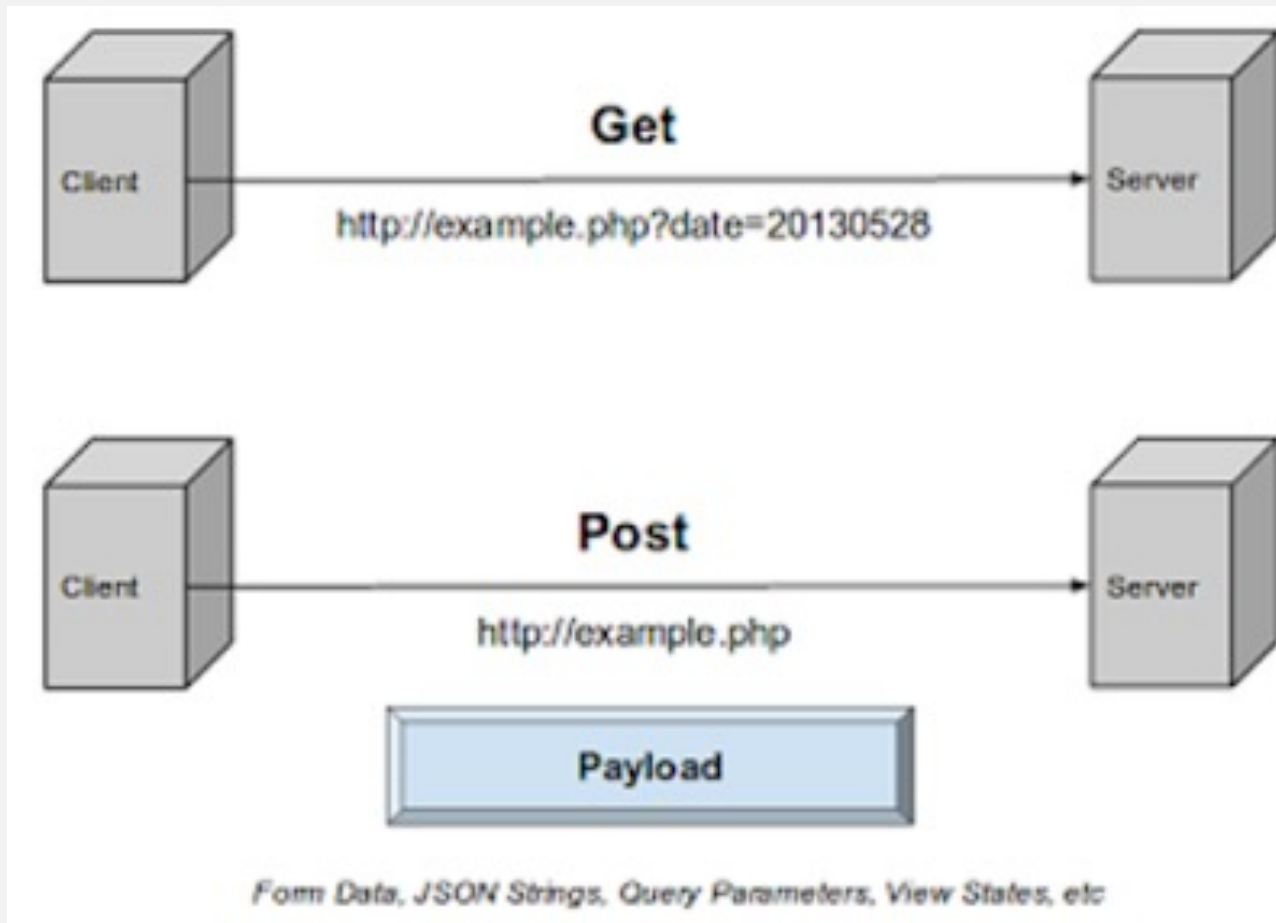 Get
Client
Server
http://example.php?date=20130528
Post
Client
Server
http://example.php
Payload
Form Data, JSON Strings, Query Parameters, View States, etc